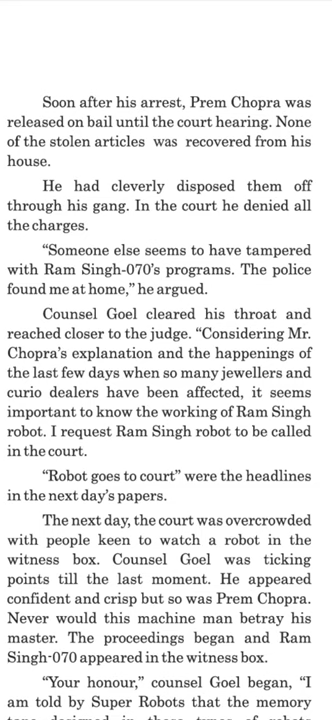 Soon after his arrest, Prem Chopra was
released on bail until the court hearing. None
of the stolen articles was recovered from his
house.
He had cleverly disposed them off
through his gang. In the court he denied all
the charges.
“Someone else seems to have tampered
with Ram Singh-070’s programs. The police
found me at home,” he argued.
Counsel Goel cleared his throat and
reached closer to the judge. “Considering Mr.
Chopra’s explanation and the happenings of
the last few days when so many jewellers and
curio dealers have been affected, it seems
important to know the working of Ram Singh
robot. I request Ram Singh robot to be called
in the court.
“Robot goes to court” were the headlines
in the next day’s papers.
The next day, the court was overcrowded
with people keen to watch a robot in the
witness box. Counsel Goel was ticking
points till the last moment. He appeared
confident and crisp but so was Prem Chopra.
Never would this machine man betray his
master. The proceedings began and Ram
Singh-070 appeared in the witness box.
“Your honour,” counsel Goel began, “I
am told by Super Robots that the memory